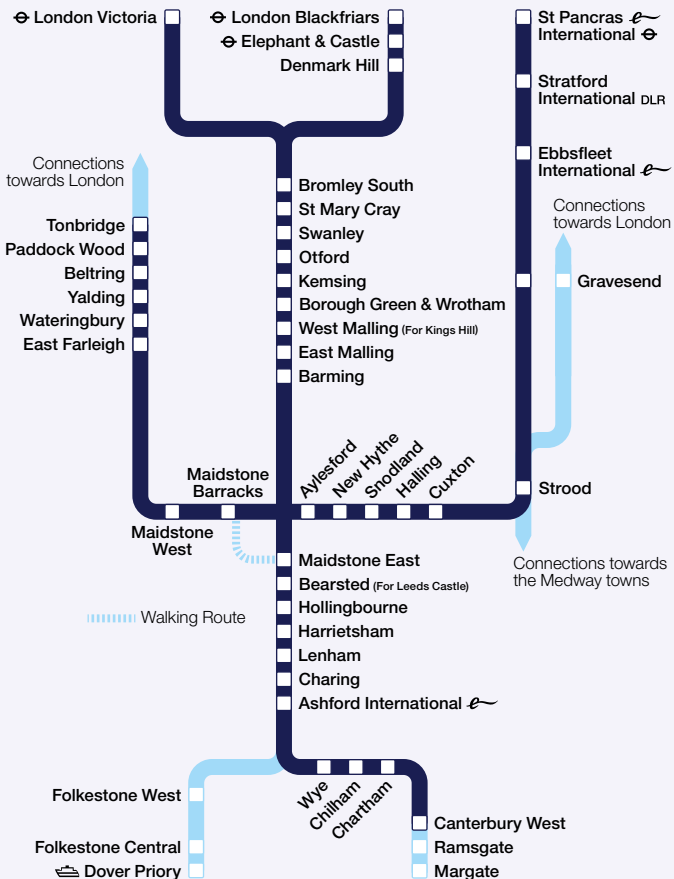 London Victoria
London Blackfriars
Elephant & Castle
Denmark Hill
St Pancras
International
Stratford
International DLR
Ebbsfleet
International
Connections
towards London
Connections
towards London
Tonbridge
Paddock Wood
Beltring
Yalding
Wateringbury
East Farleigh
Bromley South
St Mary Cray
Swanley
Otford
Kemsing
Borough Green & Wrotham
West Malling (For Kings Hill)
East Malling
Barming
Gravesend
Maidstone
Barracks
Aylesford
New Hythe
Snodland
Halling
Cuxton
Strood
Maidstone
West
Connections towards
the Medway towns
Maidstone East
Bearsted (For Leeds Castle)
Hollingbourne
Harrietsham
Lenham
Charing
Ashford International
Walking Route
Wye
Chilham
Chartham
Folkestone West
Folkestone Central
Dover Priory
Canterbury West
Ramsgate
Margate